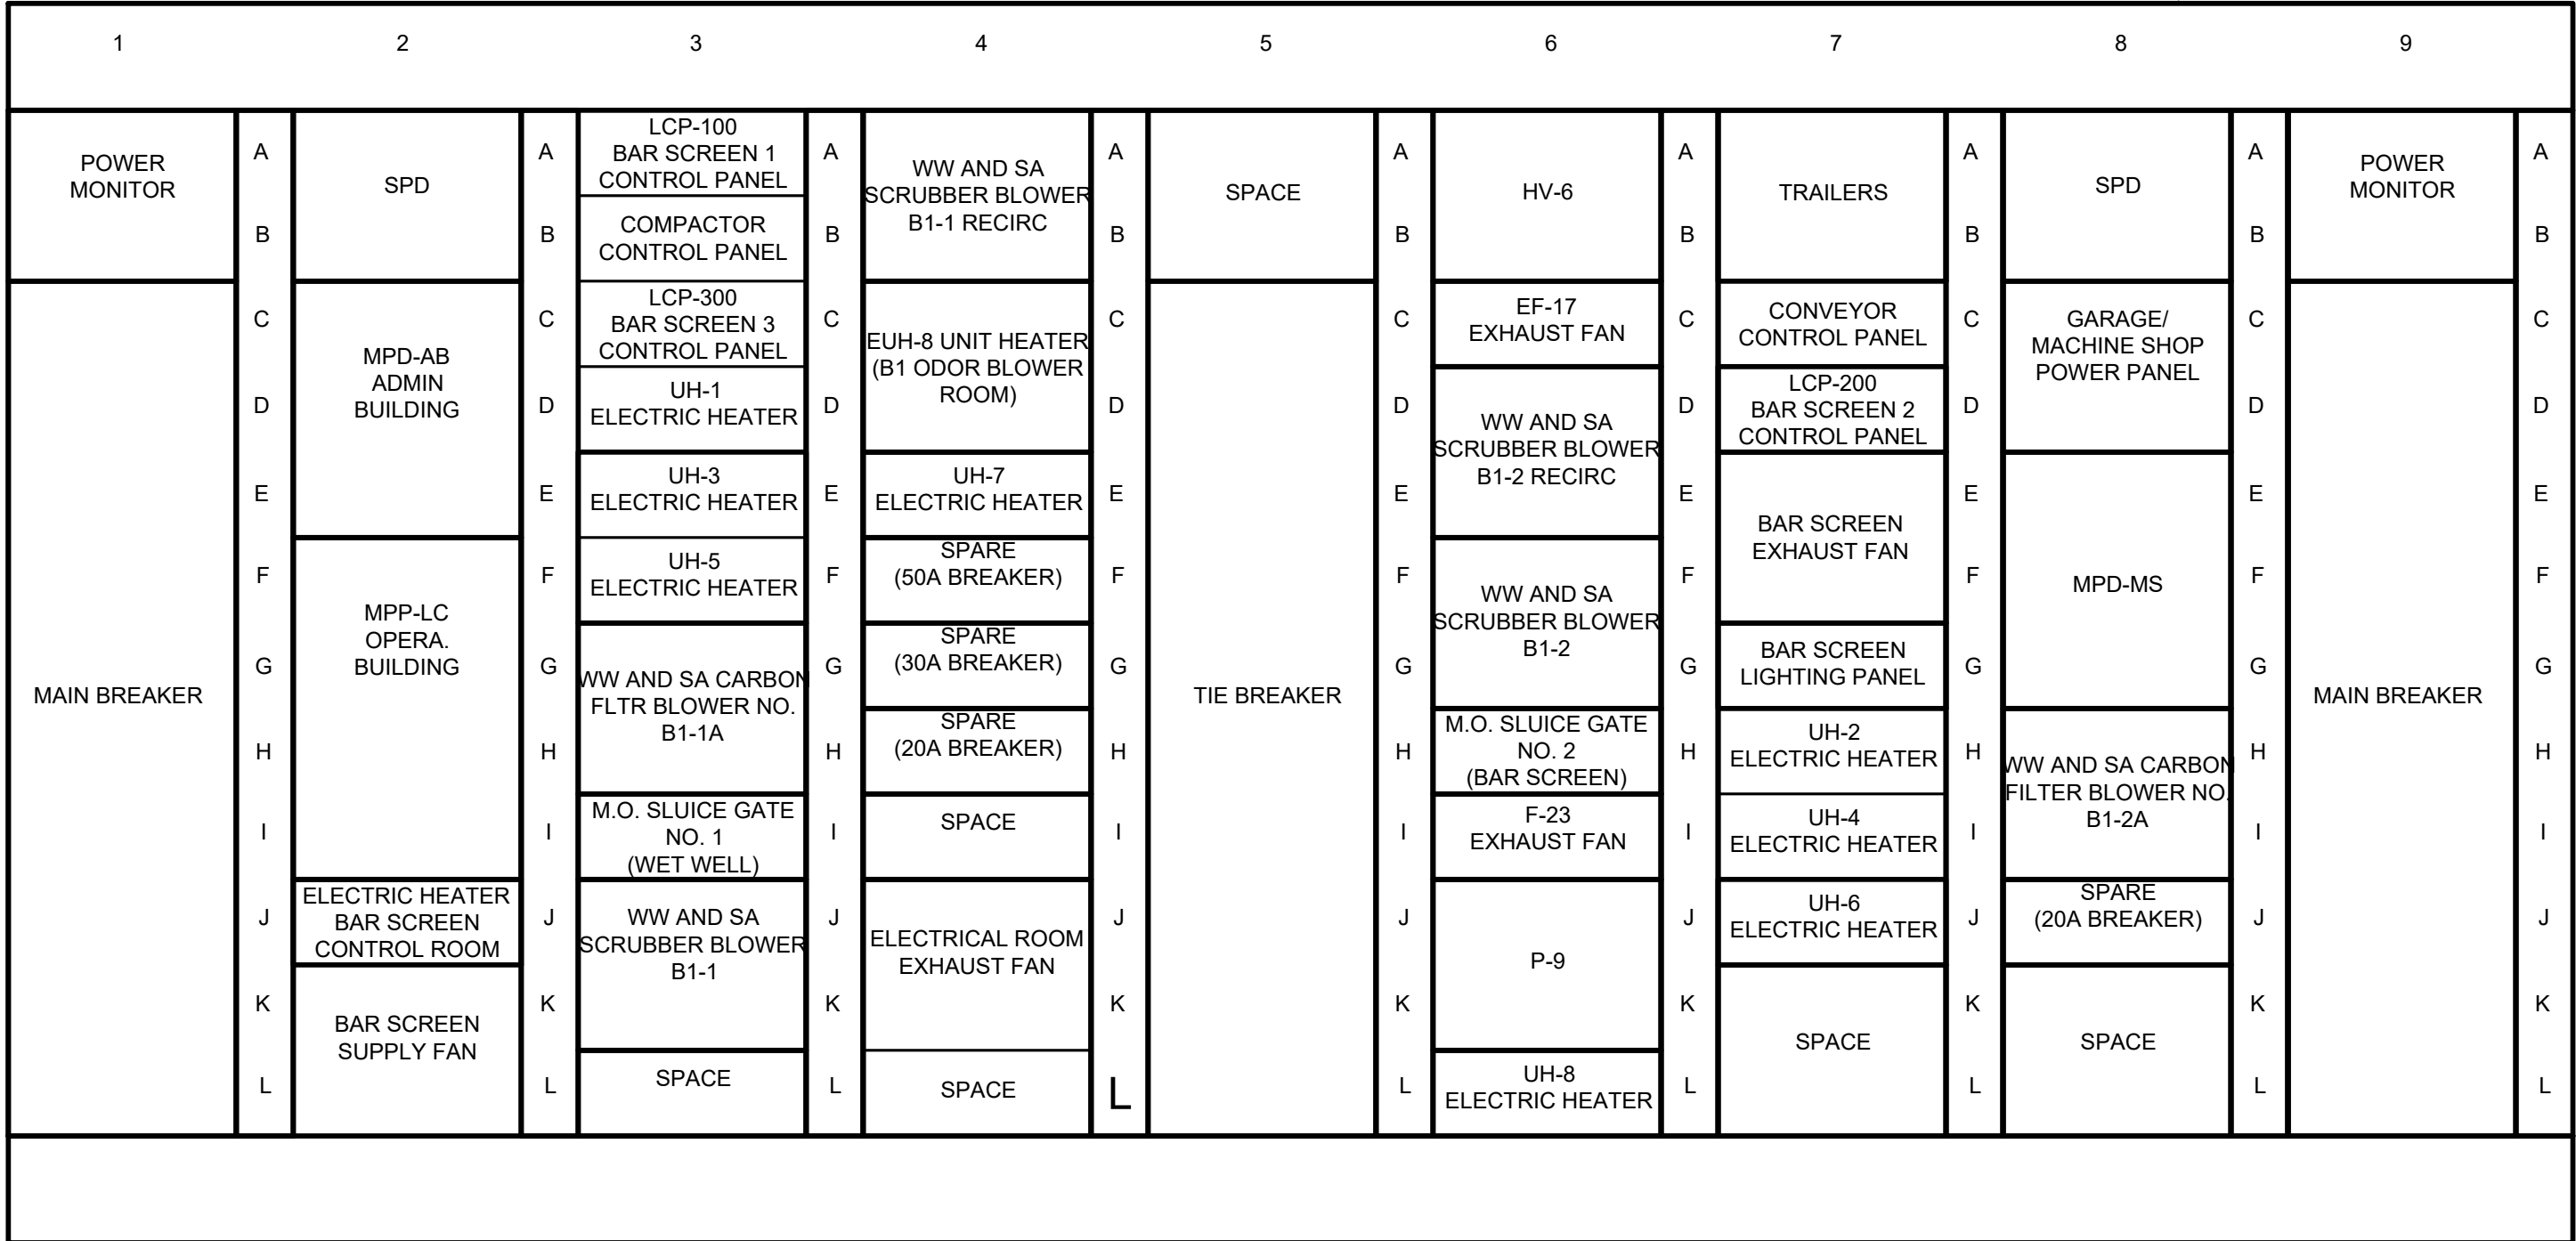 1
2
3
4
5
6
7
8
9
POWER
MONITOR
MAIN BREAKER
A
B
C
D
E
F
G
H
I
J
K
L
SPD
MPD-AB
ADMIN
BUILDING
MPP-LC
OPERA.
BUILDING
ELECTRIC HEATER
BAR SCREEN
CONTROL ROOM
BAR SCREEN
SUPPLY FAN
A
B
C
D
E
F
G
H
I
J
K
L
LCP-100
BAR SCREEN 1
CONTROL PANEL
COMPACTOR
CONTROL PANEL
LCP-300
BAR SCREEN 3
CONTROL PANEL
UH-1
ELECTRIC HEATER
UH-3
ELECTRIC HEATER
UH-5
ELECTRIC HEATER
WW AND SA CARBON
FLTR BLOWER NO.
B1-1A
M.O. SLUICE GATE
NO. 1
(WET WELL)
WW AND SA
SCRUBBER BLOWER
B1-1
SPACE
A
B
C
D
E
F
G
H
I
J
K
L
WW AND SA
SCRUBBER BLOWER
B1-1 RECIRC
EUH-8 UNIT HEATER
(B1 ODOR BLOWER
ROOM)
UH-7
ELECTRIC HEATER
SPARE
(50A BREAKER)
SPARE
(30A BREAKER)
SPARE
(20A BREAKER)
SPACE
ELECTRICAL ROOM
EXHAUST FAN
SPACE
A
B
C
D
E
F
G
H
I
J
K
L
SPACE
TIE BREAKER
A
B
C
D
E
F
G
H
I
J
K
L
HV-6
EF-17
EXHAUST FAN
WW AND SA
SCRUBBER BLOWER
B1-2 RECIRC
WW AND SA
SCRUBBER BLOWER
B1-2
M.O. SLUICE GATE
NO. 2
(BAR SCREEN)
F-23
EXHAUST FAN
P-9
UH-8
ELECTRIC HEATER
A
B
C
D
E
F
G
H
I
J
K
L
TRAILERS
CONVEYOR
CONTROL PANEL
LCP-200
BAR SCREEN 2
CONTROL PANEL
BAR SCREEN
EXHAUST FAN
BAR SCREEN
LIGHTING PANEL
UH-2
ELECTRIC HEATER
UH-4
ELECTRIC HEATER
UH-6
ELECTRIC HEATER
SPACE
A
B
C
D
E
F
G
H
I
J
K
L
SPD
GARAGE/
MACHINE SHOP
POWER PANEL
MPD-MS
WW AND SA CARBON
FILTER BLOWER NO.
B1-2A
SPARE
(20A BREAKER)
SPACE
A
B
C
D
E
F
G
H
I
J
K
L
POWER
MONITOR
MAIN BREAKER
A
B
C
D
E
F
G
H
I
J
K
L